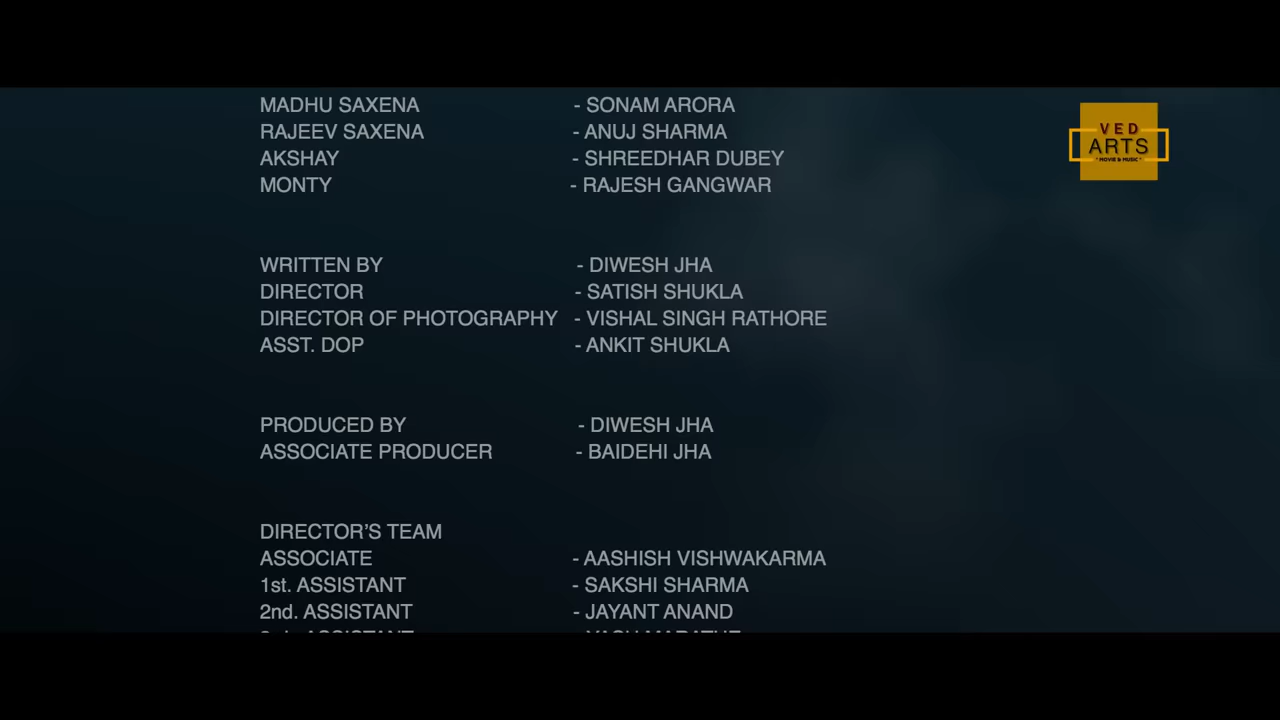 MADHU SAXENA - SONAM ARORA
RAJEEV SAXENA - ANUJ SHARMA
AKSHAY - SHREEDHAR DUBEY
MONTY - RAJESH GANGWAR
WRITTEN BY - DIWESH JHA
DIRECTOR - SATISH SHUKLA
DIRECTOR OF PHOTOGRAPHY - VISHAL SINGH RATHORE
ASST. DOP - ANKIT SHUKLA
PRODUCED BY - DIWESH JHA
ASSOCIATE PRODUCER - BAIDEHI JHA
DIRECTOR’S TEAM
ASSOCIATE - AASHISH VISHWAKARMA
1st. ASSISTANT - SAKSHI SHARMA
2nd. ASSISTANT - JAYANT ANAND
VED
ARTS
MOVIE & MUSIC